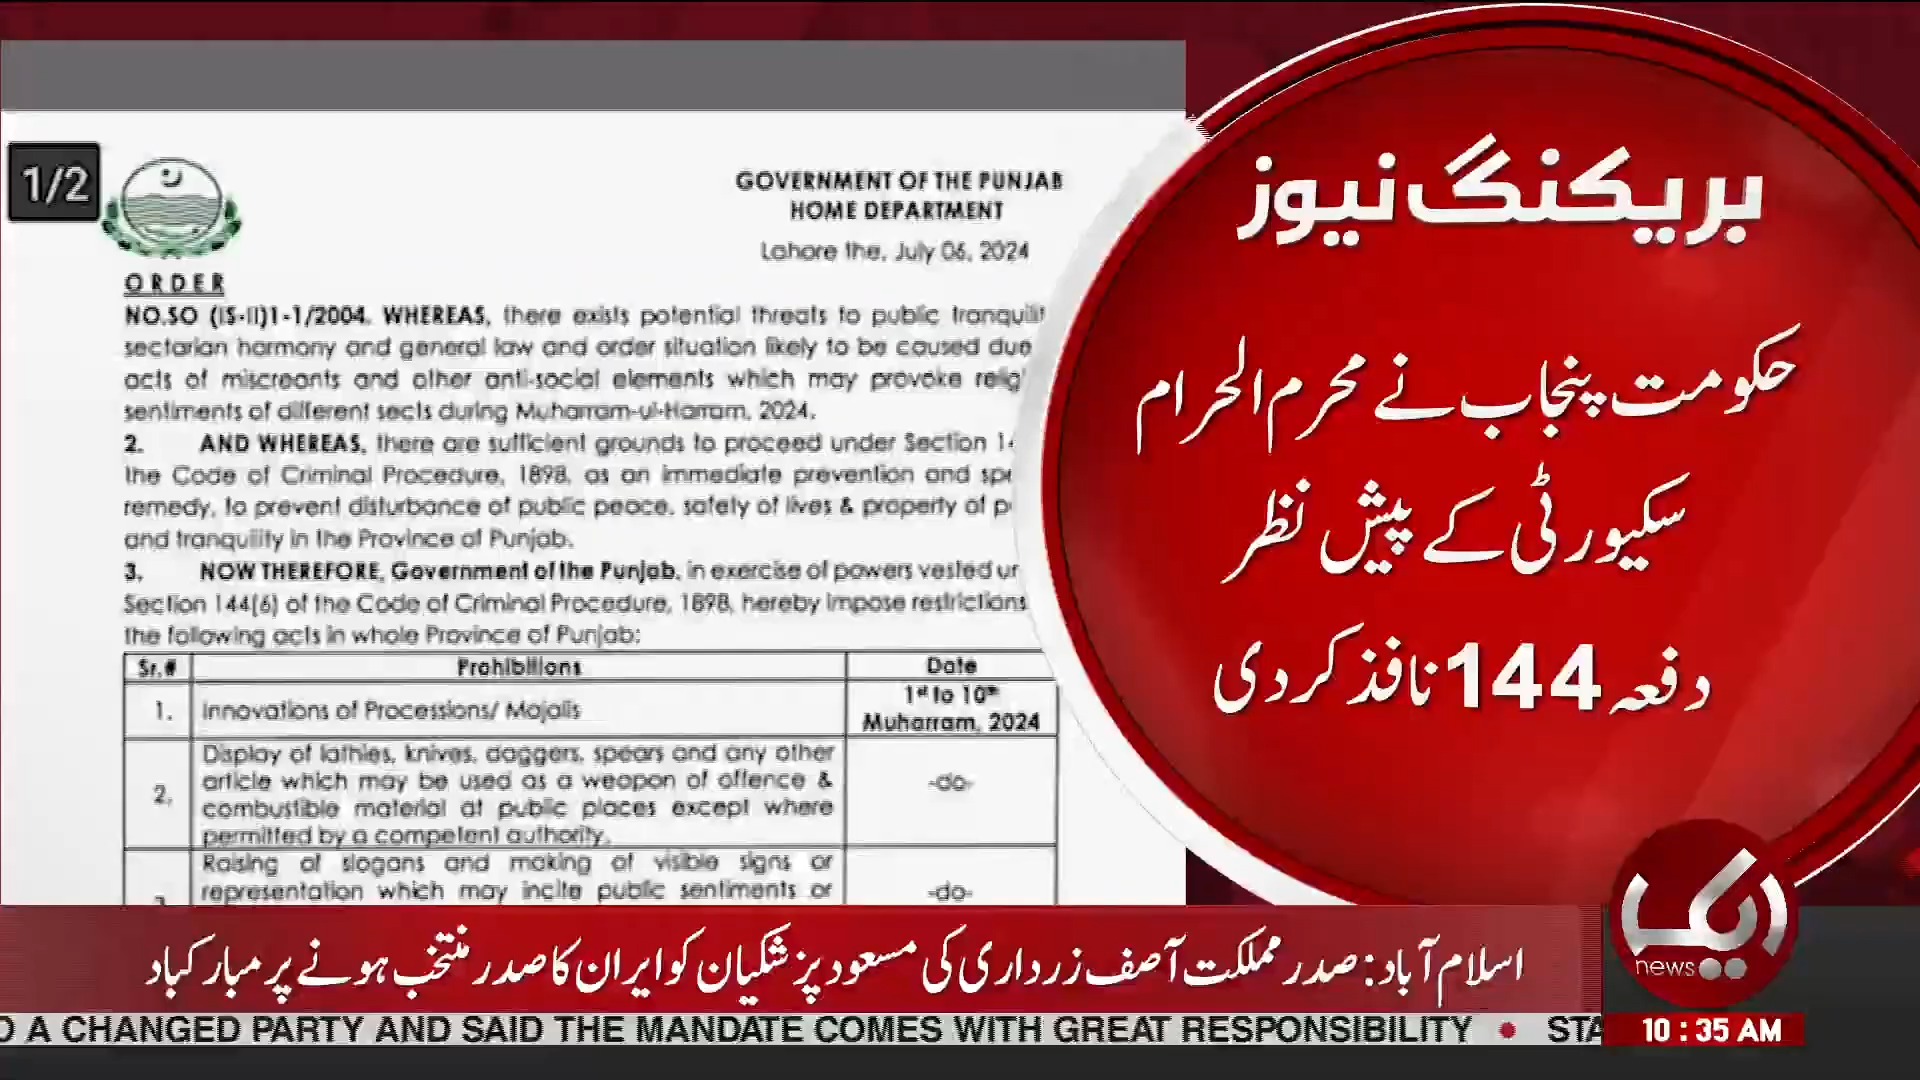 1/2
GOVERNMENT OF THE PUNJAB
HOME DEPARTMENT
Lahore the, July 06, 2024
ORDER
NO.SO (IS-II)1-1/2004. WHEREAS, there exists potential threats to public
sectarian harmony and general law and order situation likely to be caused due
acts of miscreants and other anti-social elements which may provoke
sentiments of different sects during Muharram-ul-Harram, 2024.
2. AND WHEREAS, there are sufficient grounds to proceed under Section
the Code of Criminal Procedure, 1898, as an immediate prevention and
remedy, to prevent disturbance of public peace, safety of lives & property of
and tranquility in the Province of Punjab.
3. NOW THEREFORE, Government of the Punjab, in exercise of powers vested
Section 144(6) of the Code of Criminal Procedure, 1898, hereby impose restrictions
the following acts in whole Province of Punjab:
Sr.# Prohibitions Date
1. Innovations of Processions/ Majalis 1st to 10th Muharram, 2024
2. Display of lathies, knives, daggers, spears and any other -do-
article which may be used as a weapon of offence &
combustible material at public places except where
permitted by a competent authority.
Raising of slogans and making of visible signs or
representation which may incite public sentiments or -do-
بریکنگ نیوز
حکومت پنجاب نے محرم الحرام
سکیورٹی کے پیش نظر
دفعہ 144 نافذ کر دی
ایک
news
اسلام آباد: صدر مملکت آصف زرداری کی مسعود پزشکیان کو ایران کا صدر منتخب ہونے پر مبارکباد
A CHANGED PARTY AND SAID THE MANDATE COMES WITH GREAT RESPONSIBILITY • STA
10 : 35 AM